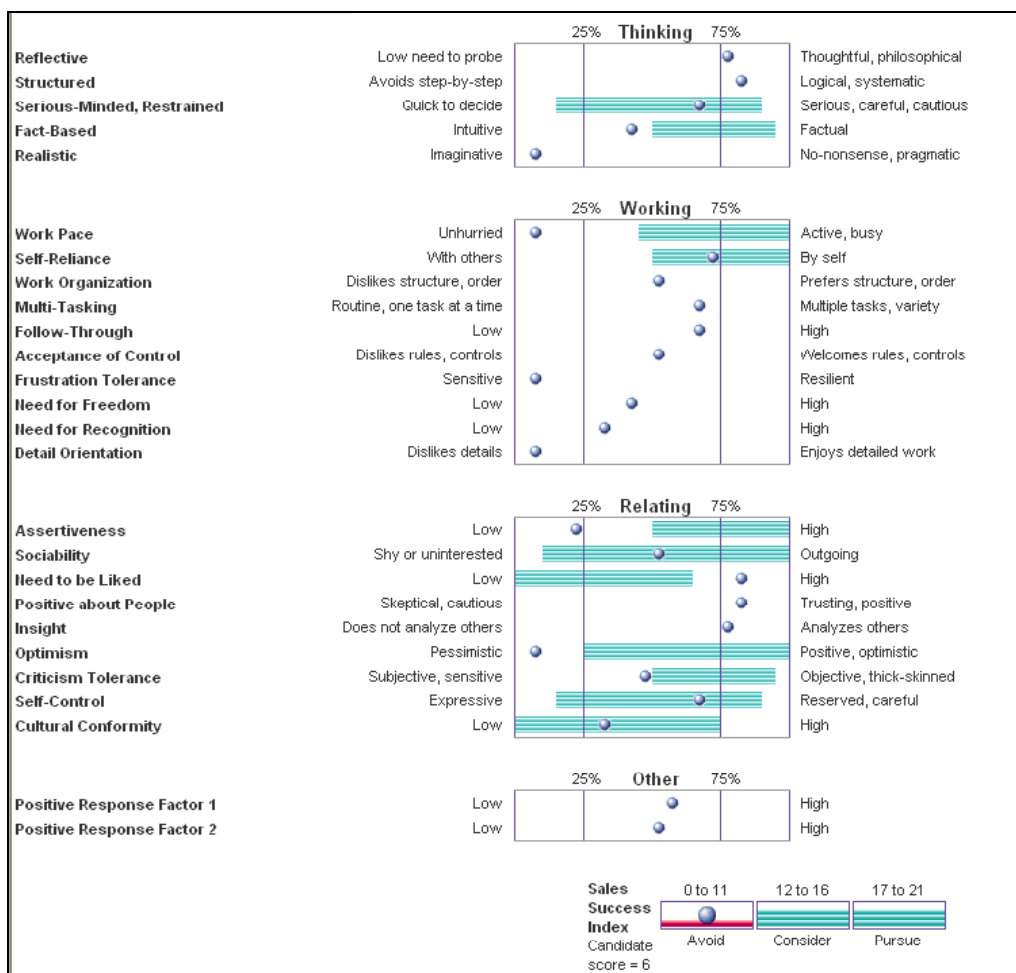 25% Thinking 75%
Reflective Low need to probe Thoughtful, philosophical
Structured Avoids step-by-step Logical, systematic
Serious-Minded, Restrained Quick to decide Serious, careful, cautious
Fact-Based Intuitive Factual
Realistic Imaginative No-nonsense, pragmatic
25% Working 75%
Work Pace Unhurried Active, busy
Self-Reliance With others By self
Work Organization Dislikes structure, order Prefers structure, order
Multi-Tasking Routine, one task at a time Multiple tasks, variety
Follow-Through Low High
Acceptance of Control Dislikes rules, controls Welcomes rules, controls
Frustration Tolerance Sensitive Resilient
Need for Freedom Low High
Need for Recognition Low High
Detail Orientation Dislikes details Enjoys detailed work
25% Relating 75%
Assertiveness Low High
Sociability Shy or uninterested Outgoing
Need to be Liked Low High
Positive about People Skeptical, cautious Trusting, positive
Insight Does not analyze others Analyzes others
Optimism Pessimistic Positive, optimistic
Criticism Tolerance Subjective, sensitive Objective, thick-skinned
Self-Control Expressive Reserved, careful
Cultural Conformity Low High
25% Other 75%
Positive Response Factor 1 Low High
Positive Response Factor 2 Low High
Sales 0 to 11 12 to 16 17 to 21
Success
Index
Candidate Avoid Consider Pursue
score = 6